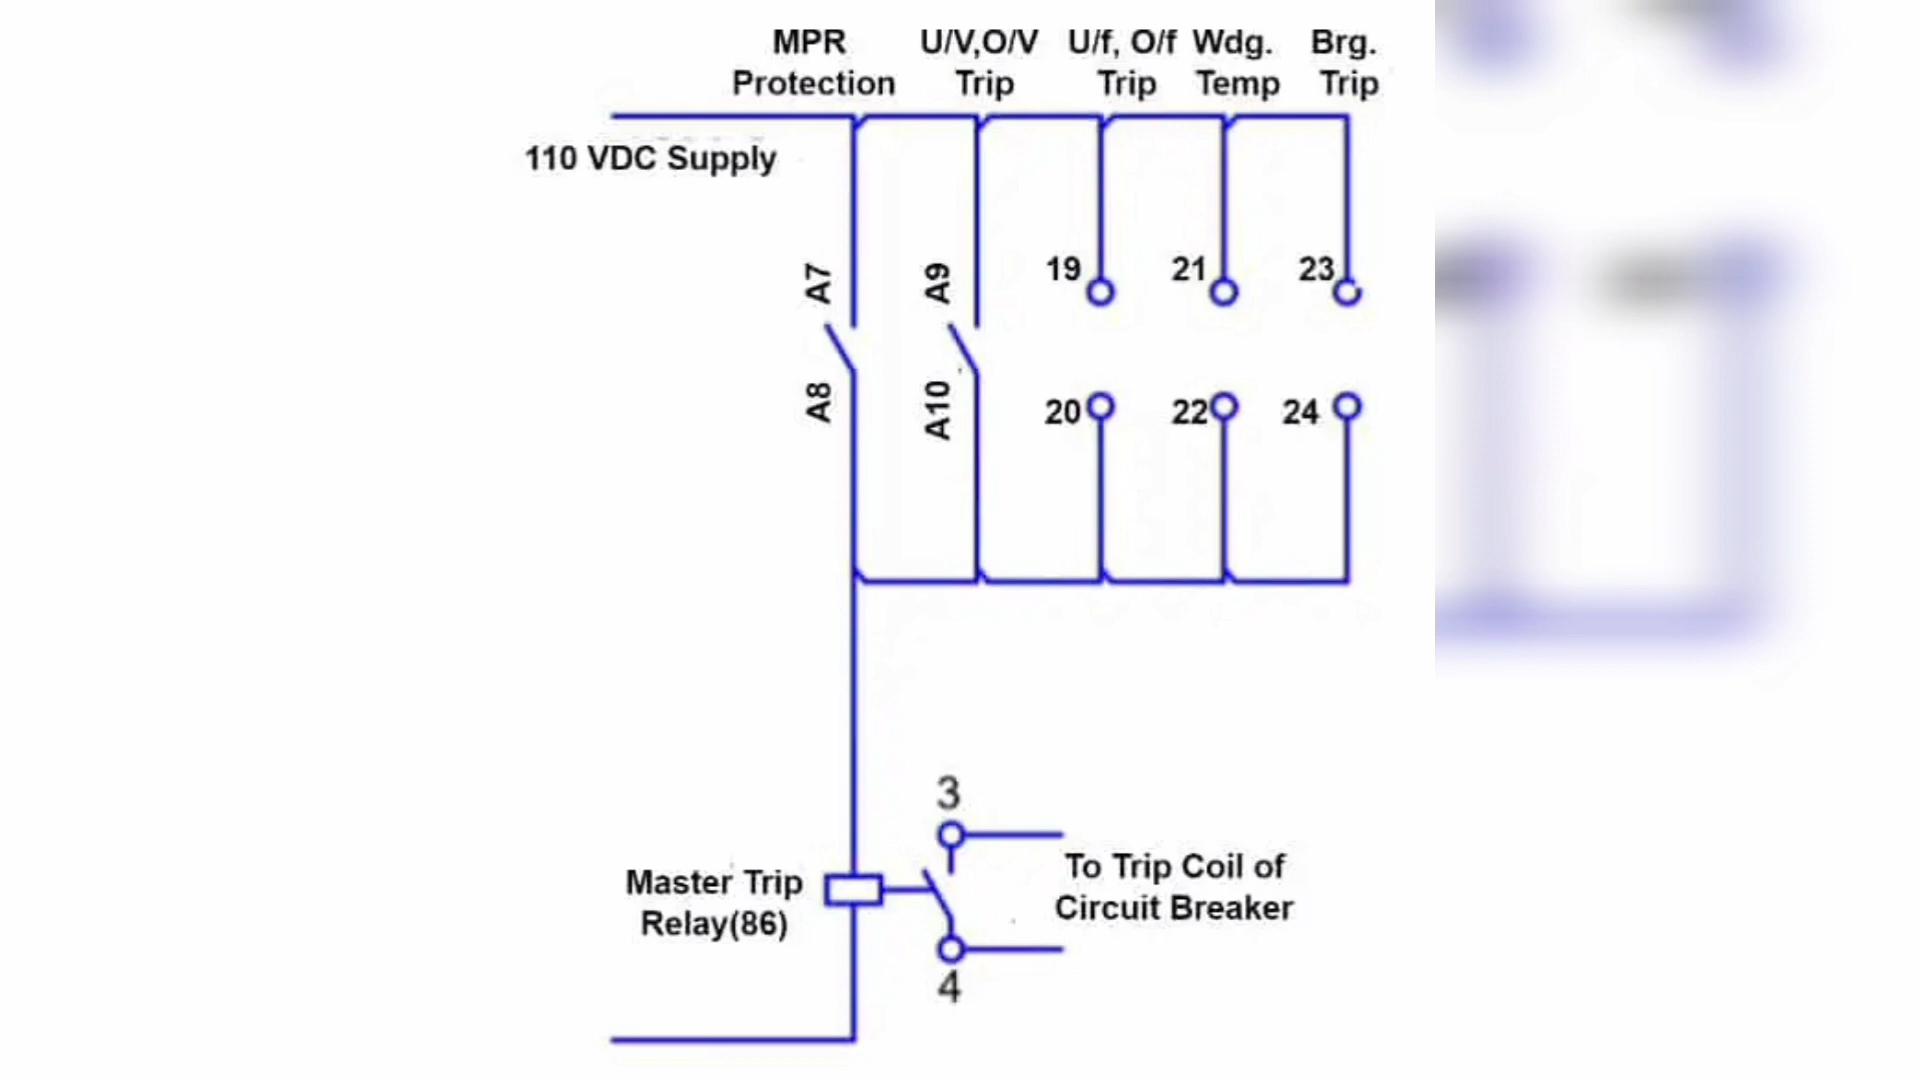 MPR
Protection
U/V,O/V
Trip
U/f, O/f
Trip
Wdg.
Temp
Brg.
Trip
110 VDC Supply
A7
A9
19
21
23
A8
A10
20
22
24
3
Master Trip
Relay(86)
To Trip Coil of
Circuit Breaker
4